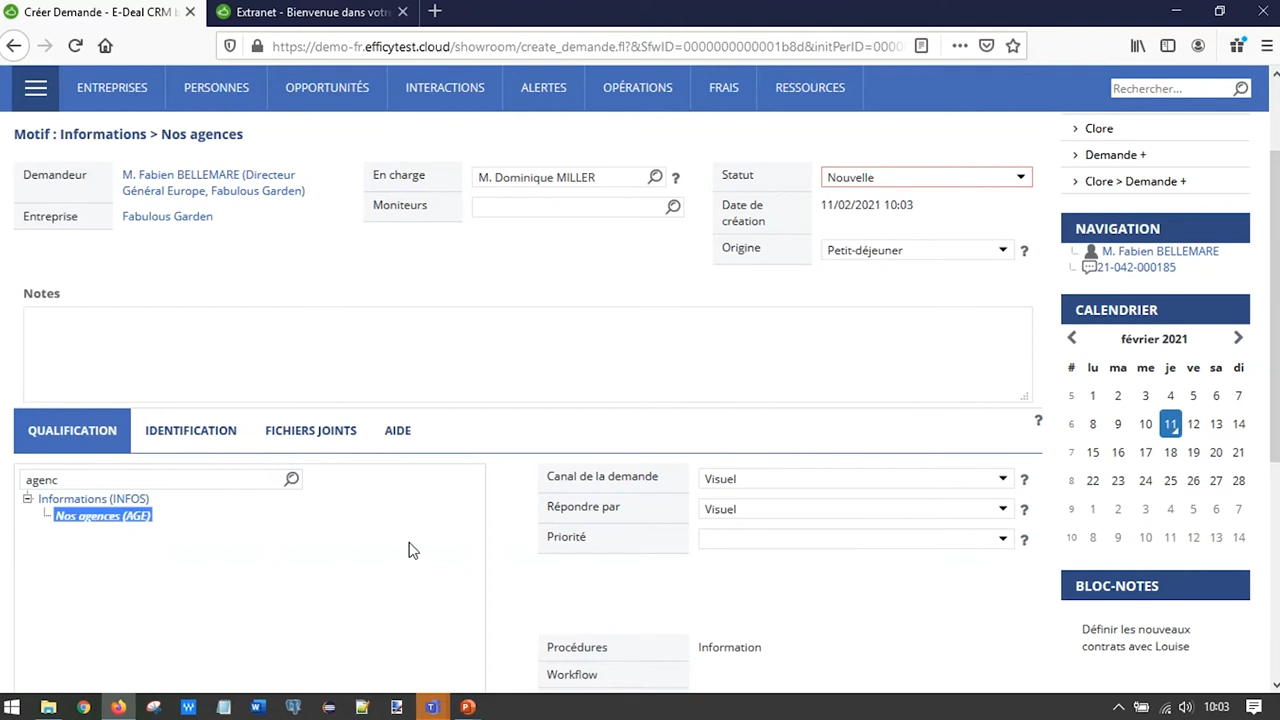 Créer Demande - E-Deal CRM b
Extranet - Bienvenue dans votr
https://demo-fr.efficytest.cloud/showroom/create_demande.fl?&SfwID=0000000000001b8d&initPerID=0000
ENTREPRISES
PERSONNES
OPPORTUNITÉS
INTERACTIONS
ALERTES
OPÉRATIONS
FRAIS
RESSOURCES
Rechercher...
Motif : Informations > Nos agences
Demandeur
M. Fabien BELLEMARE (Directeur
Général Europe, Fabulous Garden)
Entreprise
Fabulous Garden
En charge
M. Dominique MILLER
?
Moniteurs
Statut
Nouvelle
Date de
création
11/02/2021 10:03
Origine
Petit-déjeuner
?
Notes
QUALIFICATION
IDENTIFICATION
FICHIERS JOINTS
AIDE
?
agenc
Informations (INFOS)
Nos agences (AGE)
Canal de la demande
Visuel
?
Répondre par
Visuel
?
Priorité
?
Procédures
Information
Workflow
Clore
Demande +
Clore > Demande +
NAVIGATION
M. Fabien BELLEMARE
21-042-000185
CALENDRIER
février 2021
# lu ma me je ve sa di
5 1 2 3 4 5 6 7
6 8 9 10 11 12 13 14
7 15 16 17 18 19 20 21
8 22 23 24 25 26 27 28
9 1 2 3 4 5 6 7
10 8 9 10 11 12 13 14
BLOC-NOTES
Définir les nouveaux
contrats avec Louise
10:03